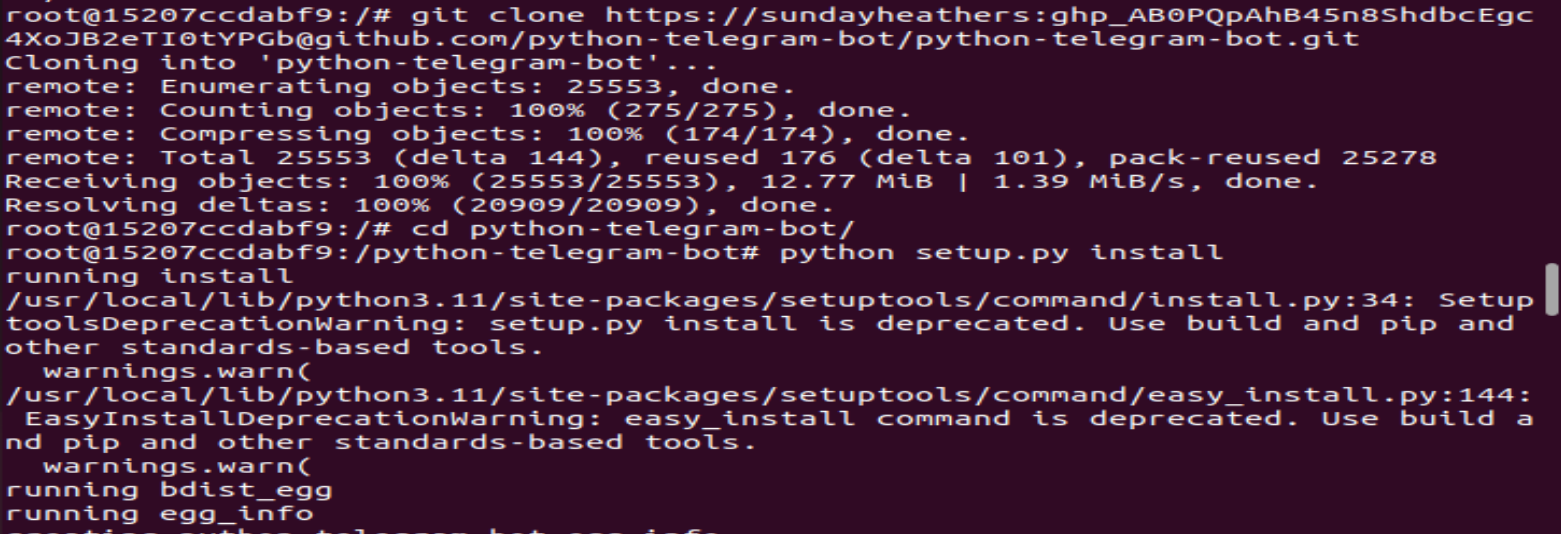 root@15207ccdabf9:/# git clone https://sundayheathers:ghp_AB0PQpAhB45n8ShdbcEgc
4XoJB2eTI0tYPGb@github.com/python-telegram-bot/python-telegram-bot.git
Cloning into 'python-telegram-bot'...
remote: Enumerating objects: 25553, done.
remote: Counting objects: 100% (275/275), done.
remote: Compressing objects: 100% (174/174), done.
remote: Total 25553 (delta 144), reused 176 (delta 101), pack-reused 25278
Receiving objects: 100% (25553/25553), 12.77 MiB | 1.39 MiB/s, done.
Resolving deltas: 100% (20909/20909), done.
root@15207ccdabf9:/# cd python-telegram-bot/
root@15207ccdabf9:/python-telegram-bot# python setup.py install
running install
/usr/local/lib/python3.11/site-packages/setuptools/command/install.py:34: Setup
toolsDeprecationWarning: setup.py install is deprecated. Use build and pip and
other standards-based tools.
  warnings.warn(
/usr/local/lib/python3.11/site-packages/setuptools/command/easy_install.py:144:
 EasyInstallDeprecationWarning: easy_install command is deprecated. Use build a
nd pip and other standards-based tools.
  warnings.warn(
running bdist_egg
running egg_info